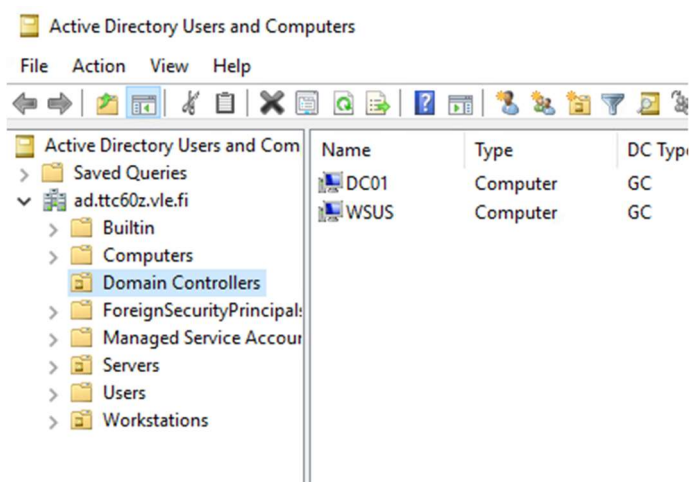 Active Directory Users and Computers
File Action View Help
Active Directory Users and Com
Saved Queries
ad.ttc60z.vle.fi
Builtin
Computers
Domain Controllers
ForeignSecurityPrincipals
Managed Service Accour
Servers
Users
Workstations
Name Type DC Type
DC01 Computer GC
WSUS Computer GC